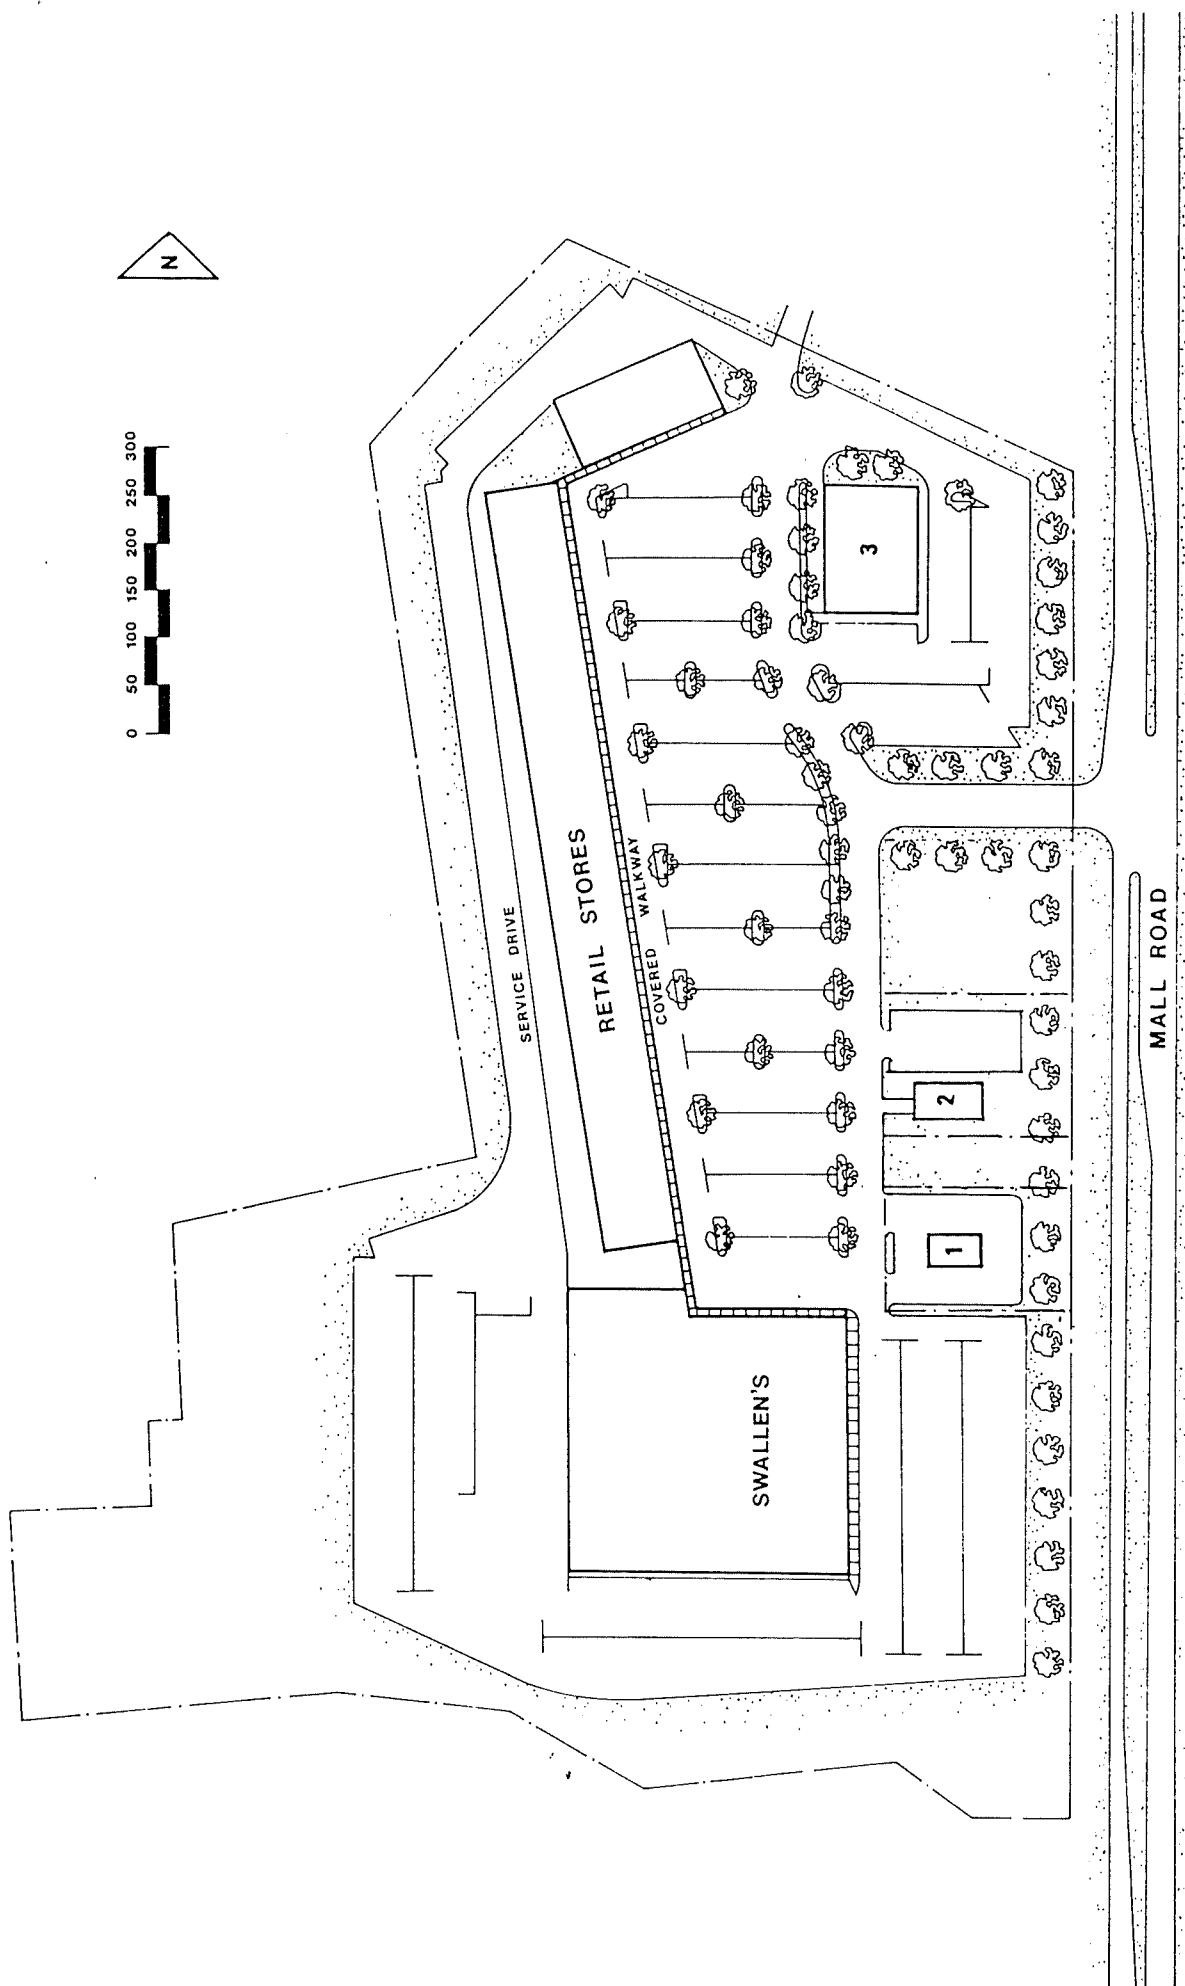 N
0 50 100 150 200 250 300
SERVICE DRIVE
RETAIL STORES
COVERED WALKWAY
SWALLEN'S
1
2
3
MALL ROAD